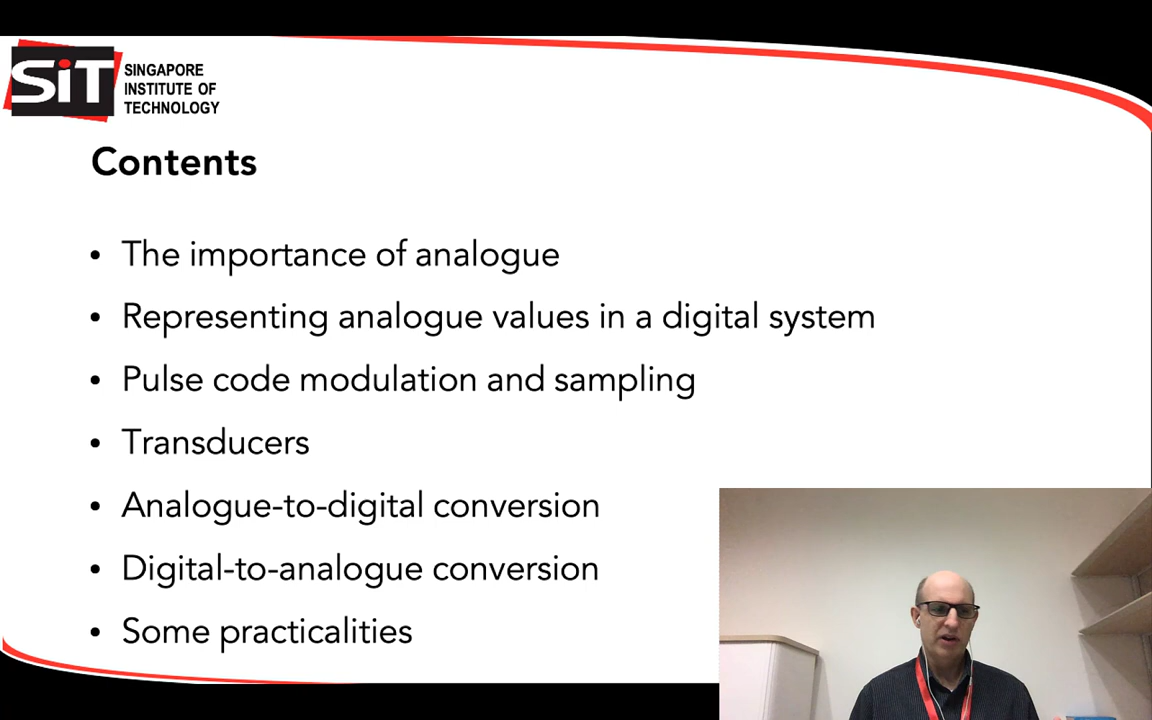 SiT
SINGAPORE
INSTITUTE OF
TECHNOLOGY
Contents
• The importance of analogue
• Representing analogue values in a digital system
• Pulse code modulation and sampling
• Transducers
• Analogue-to-digital conversion
• Digital-to-analogue conversion
• Some practicalities